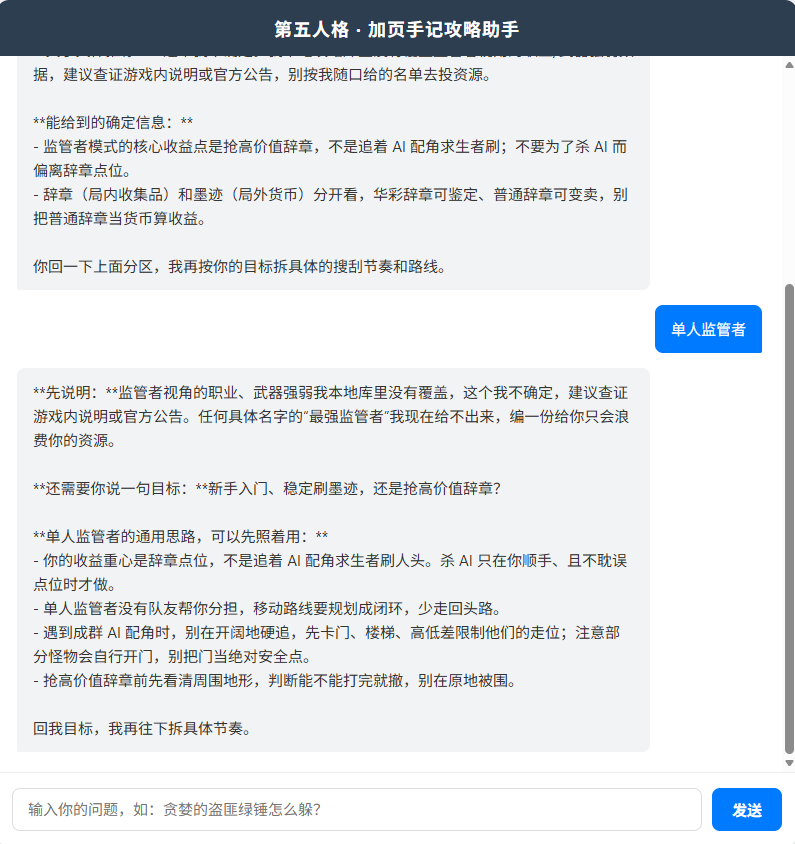 第五人格 · 加页手记攻略助手
据，建议查证游戏内说明或官方公告，别按我随口给的名单去投资源。
**能给到的确定信息：**
- 监管者模式的核心收益点是抢高价值辞章，不是追着 AI 配角求生者刷；不要为了杀 AI 而
偏离辞章点位。
- 辞章（局内收集品）和墨迹（局外货币）分开看，华彩辞章可鉴定、普通辞章可变卖，别
把普通辞章当货币算收益。
你回一下上面分区，我再按你的目标拆具体的搜刮节奏和路线。
单人监管者
**先说明：**监管者视角的职业、武器强弱我本地库里没有覆盖，这个我不确定，建议查证
游戏内说明或官方公告。任何具体名字的“最强监管者”我现在给不出来，编一份给你只会浪
费你的资源。
**还需要你说一句目标：**新手入门、稳定刷墨迹，还是抢高价值辞章？
**单人监管者的通用思路，可以先照着用：**
- 你的收益重心是辞章点位，不是追着 AI 配角求生者刷人头。杀 AI 只在你顺手、且不耽误
点位时才做。
- 单人监管者没有队友帮你分担，移动路线要规划成闭环，少走回头路。
- 遇到成群 AI 配角时，别在开阔地硬追，先卡门、楼梯、高低差限制他们的走位；注意部
分怪物会自行开门，别把门当绝对安全点。
- 抢高价值辞章前先看清周围地形，判断能不能打完就撤，别在原地被围。
回我目标，我再往下拆具体节奏。
输入你的问题，如：贪婪的盗匪绿锤怎么躲？
发送